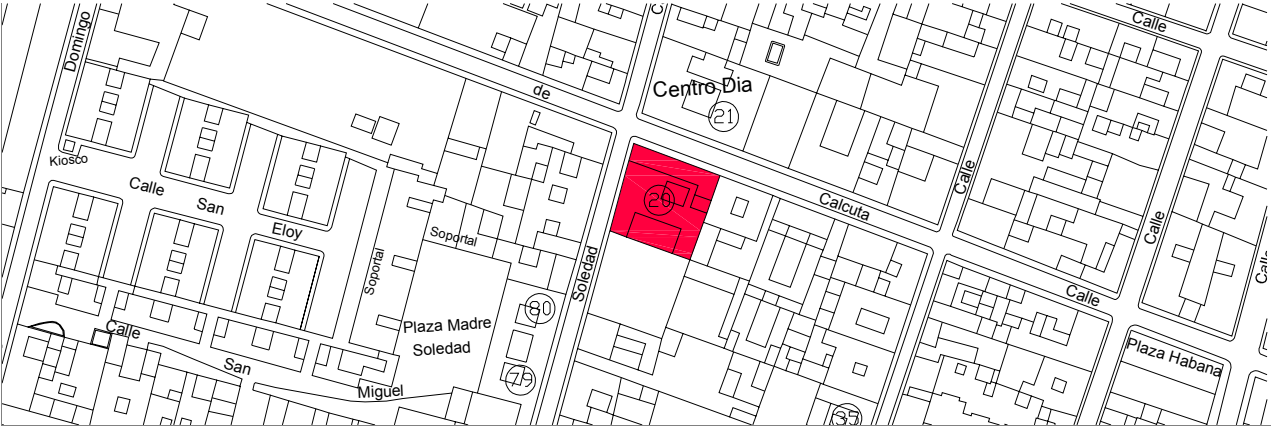 Domingo
C
Calle
de
Centro Dia
21
Kiosco
Calle
San
Eloy
20
Calcuta
Calle
Calle
Calle
Soportal
Soportal
Soledad
80
Plaza Madre
Soledad
79
Calle
Calle
San
Miguel
35
Plaza Habana